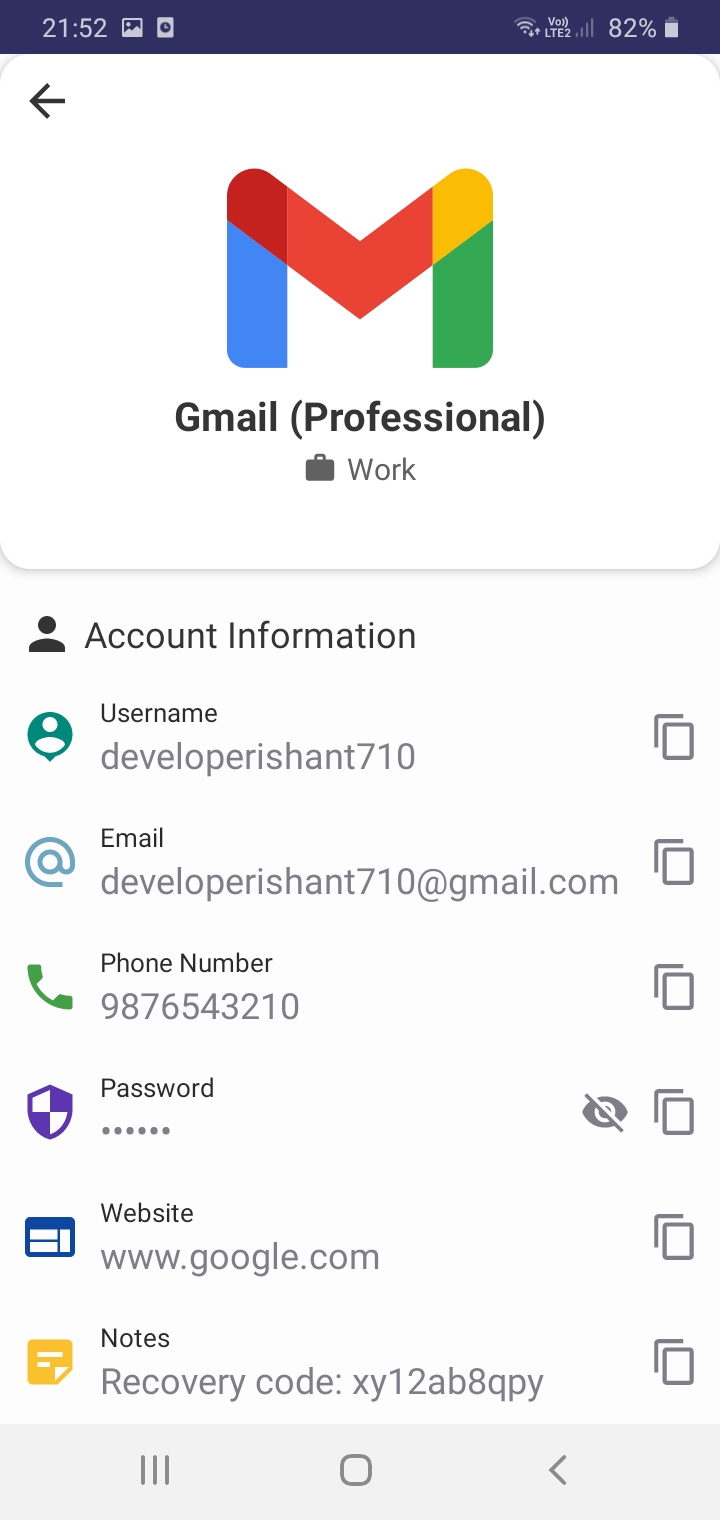 21:52 Vo)) LTE2 82%
Gmail (Professional)
Work
Account Information
Username
developerishant710
Email
developerishant710@gmail.com
Phone Number
9876543210
Password
••••••
Website
www.google.com
Notes
Recovery code: xy12ab8qpy